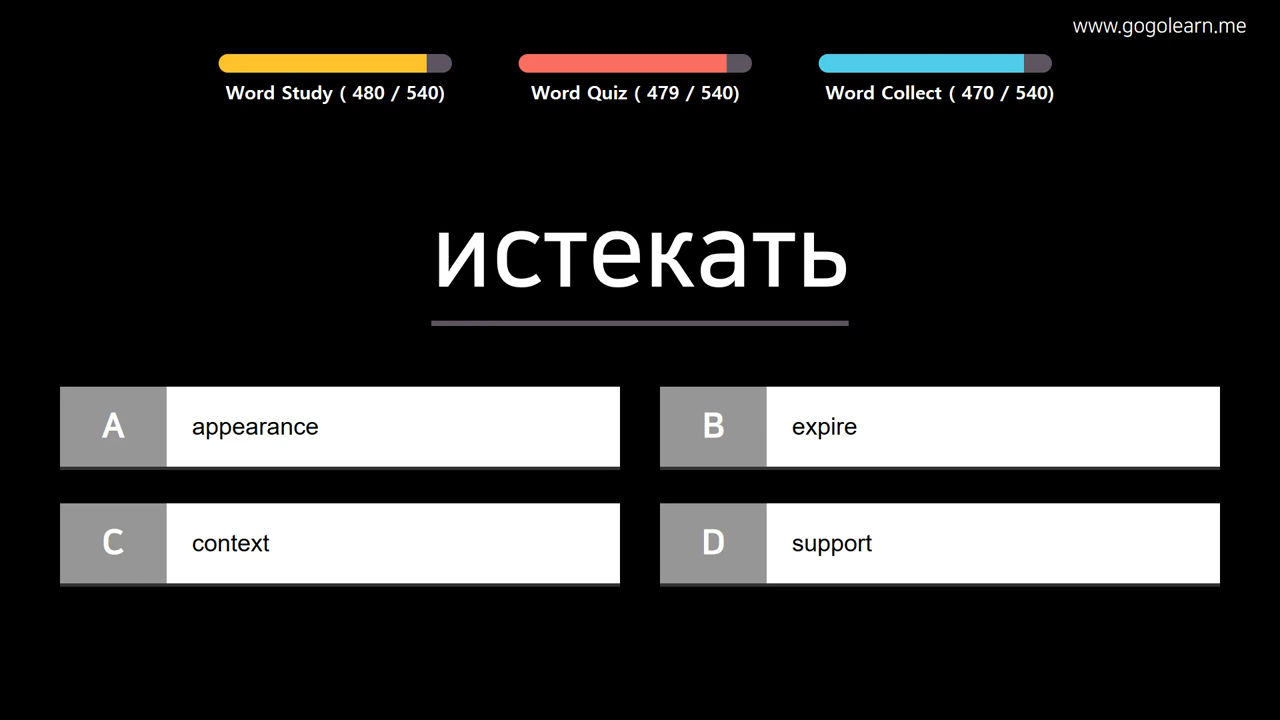 www.gogolearn.me
Word Study ( 480 / 540)
Word Quiz ( 479 / 540)
Word Collect ( 470 / 540)
истекать
A appearance
B expire
C context
D support